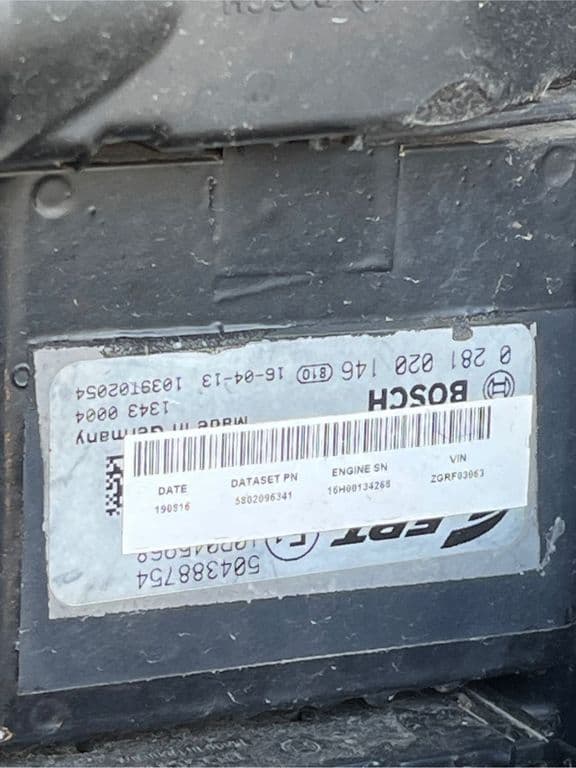 0 281 020 146 810 16-04-13 1039T02054
BOSCH
1343 0004
Made in Germany
DATE DATASET PN ENGINE SN VIN
190816 5802096341 16H00134268 ZGRF03063
FPT E1
504388754